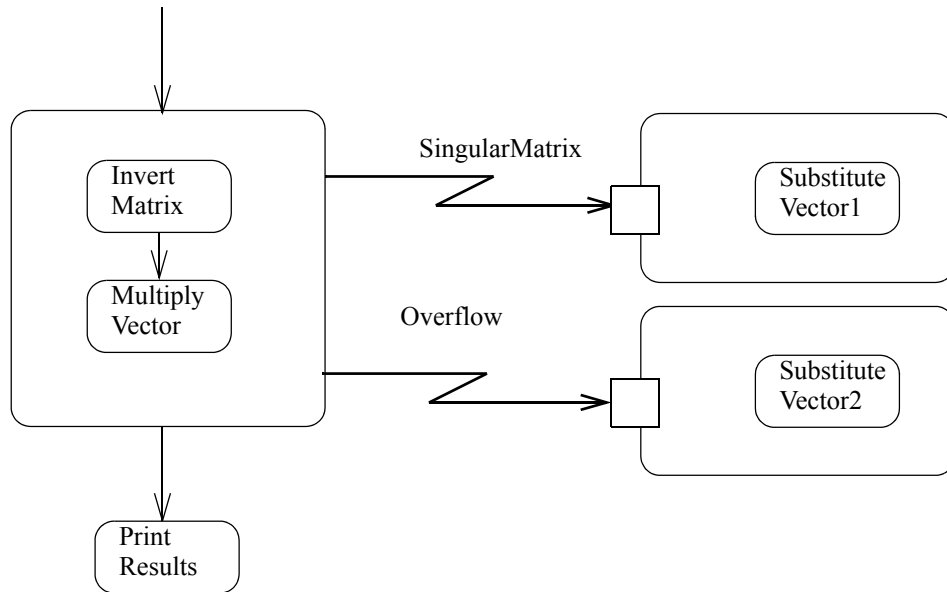 SingularMatrix
Invert
Matrix
Substitute
Vector1
Multiply
Vector
Overflow
Substitute
Vector2
Print
Results